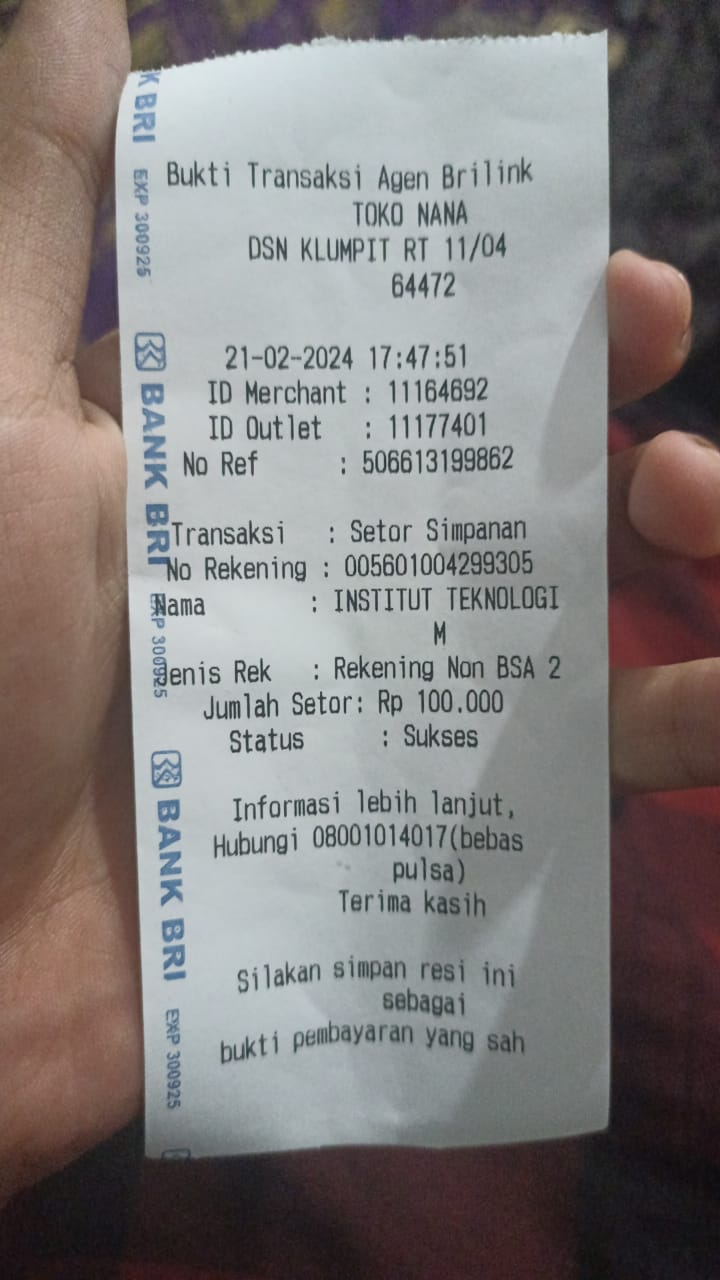 Bukti Transaksi Agen Brilink
TOKO NANA
DSN KLUMPIT RT 11/04
64472
21-02-2024 17:47:51
ID Merchant : 11164692
ID Outlet : 11177401
No Ref : 506613199862
Transaksi : Setor Simpanan
No Rekening : 005601004299305
Nama : INSTITUT TEKNOLOGI
M
Jenis Rek : Rekening Non BSA 2
Jumlah Setor: Rp 100.000
Status : Sukses
Informasi lebih lanjut,
Hubungi 08001014017(bebas
pulsa)
Terima kasih
Silakan simpan resi ini
sebagai
bukti pembayaran yang sah
K BRI
EXP 300925
BANK BRI
EXP 300925
BANK BRI
EXP 300925